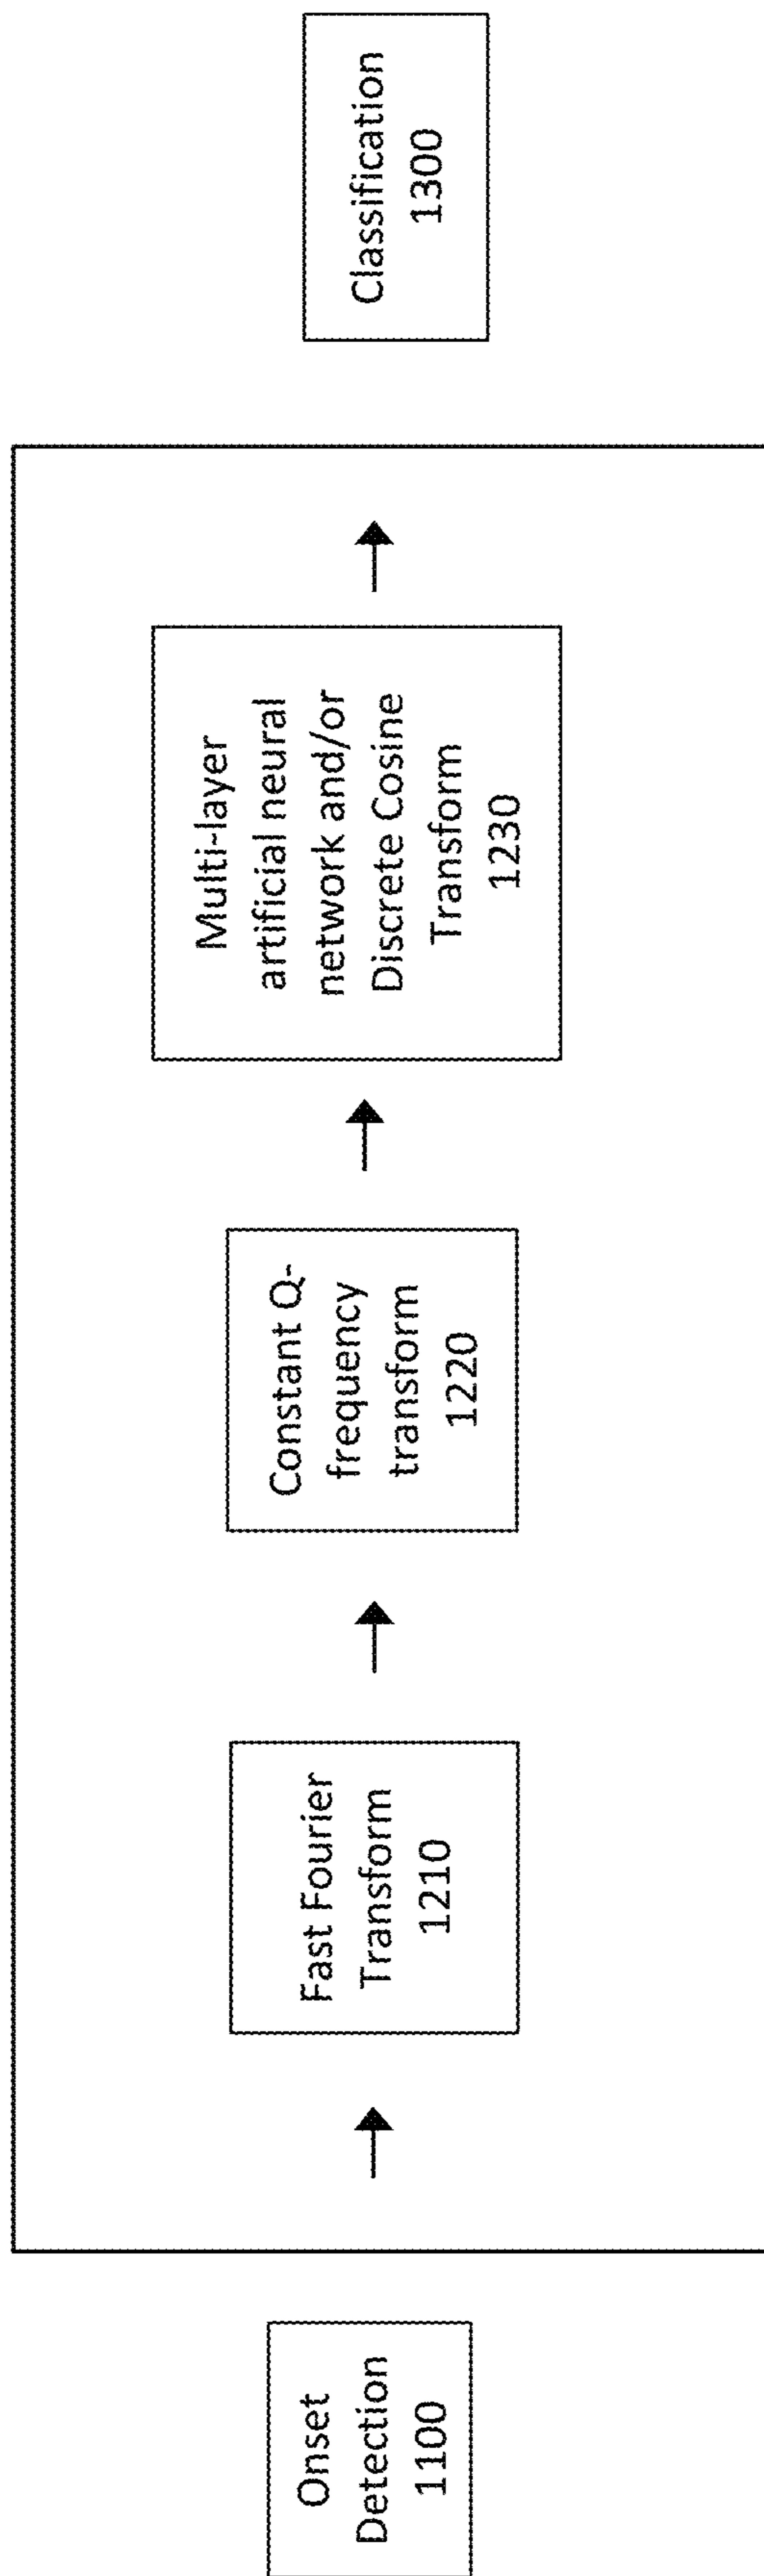 Onset
Detection
1100
Fast Fourier
Transform
1210
Constant Q-
frequency
transform
1220
Multi-layer
artificial neural
network and/or
Discrete Cosine
Transform
1230
Classification
1300